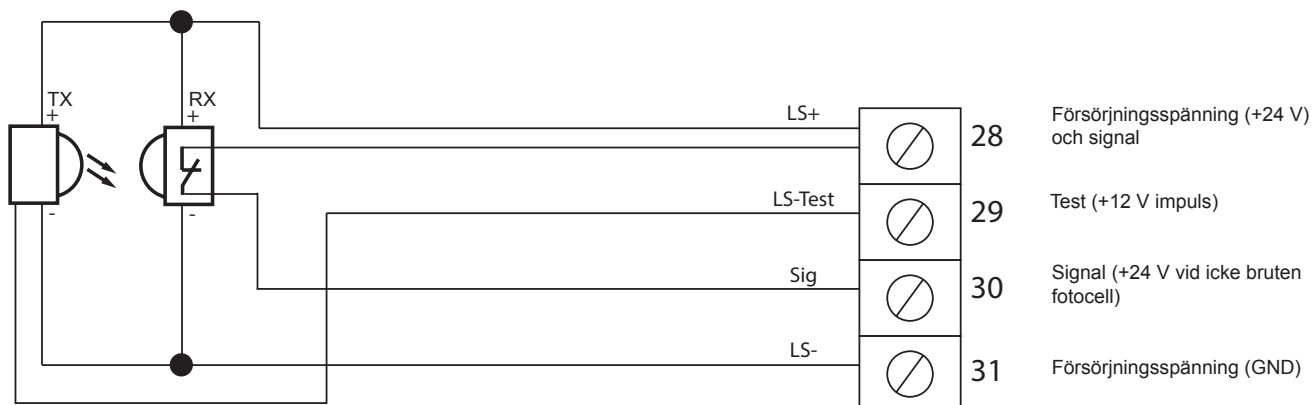 TX
+
RX
+
-
-
LS+
28
Försörjningsspänning (+24 V)
och signal
LS-Test
29
Test (+12 V impuls)
Sig
30
Signal (+24 V vid icke bruten
fotocell)
LS-
31
Försörjningsspänning (GND)